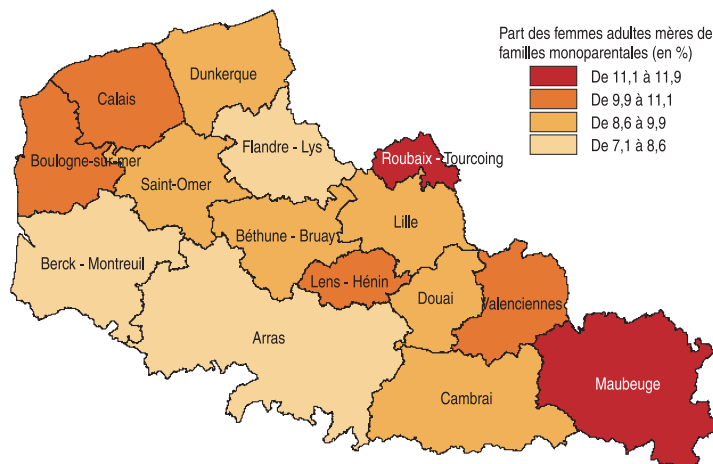 Part des femmes adultes mères de
familles monoparentales (en %)
De 11,1 à 11,9
De 9,9 à 11,1
De 8,6 à 9,9
De 7,1 à 8,6
Dunkerque
Calais
Flandre - Lys
Boulogne-sur-mer
Roubaix - Tourcoing
Saint-Omer
Lille
Béthune - Bruay
Berck - Montreuil
Lens - Hénin
Douai
Valenciennes
Arras
Maubeuge
Cambrai